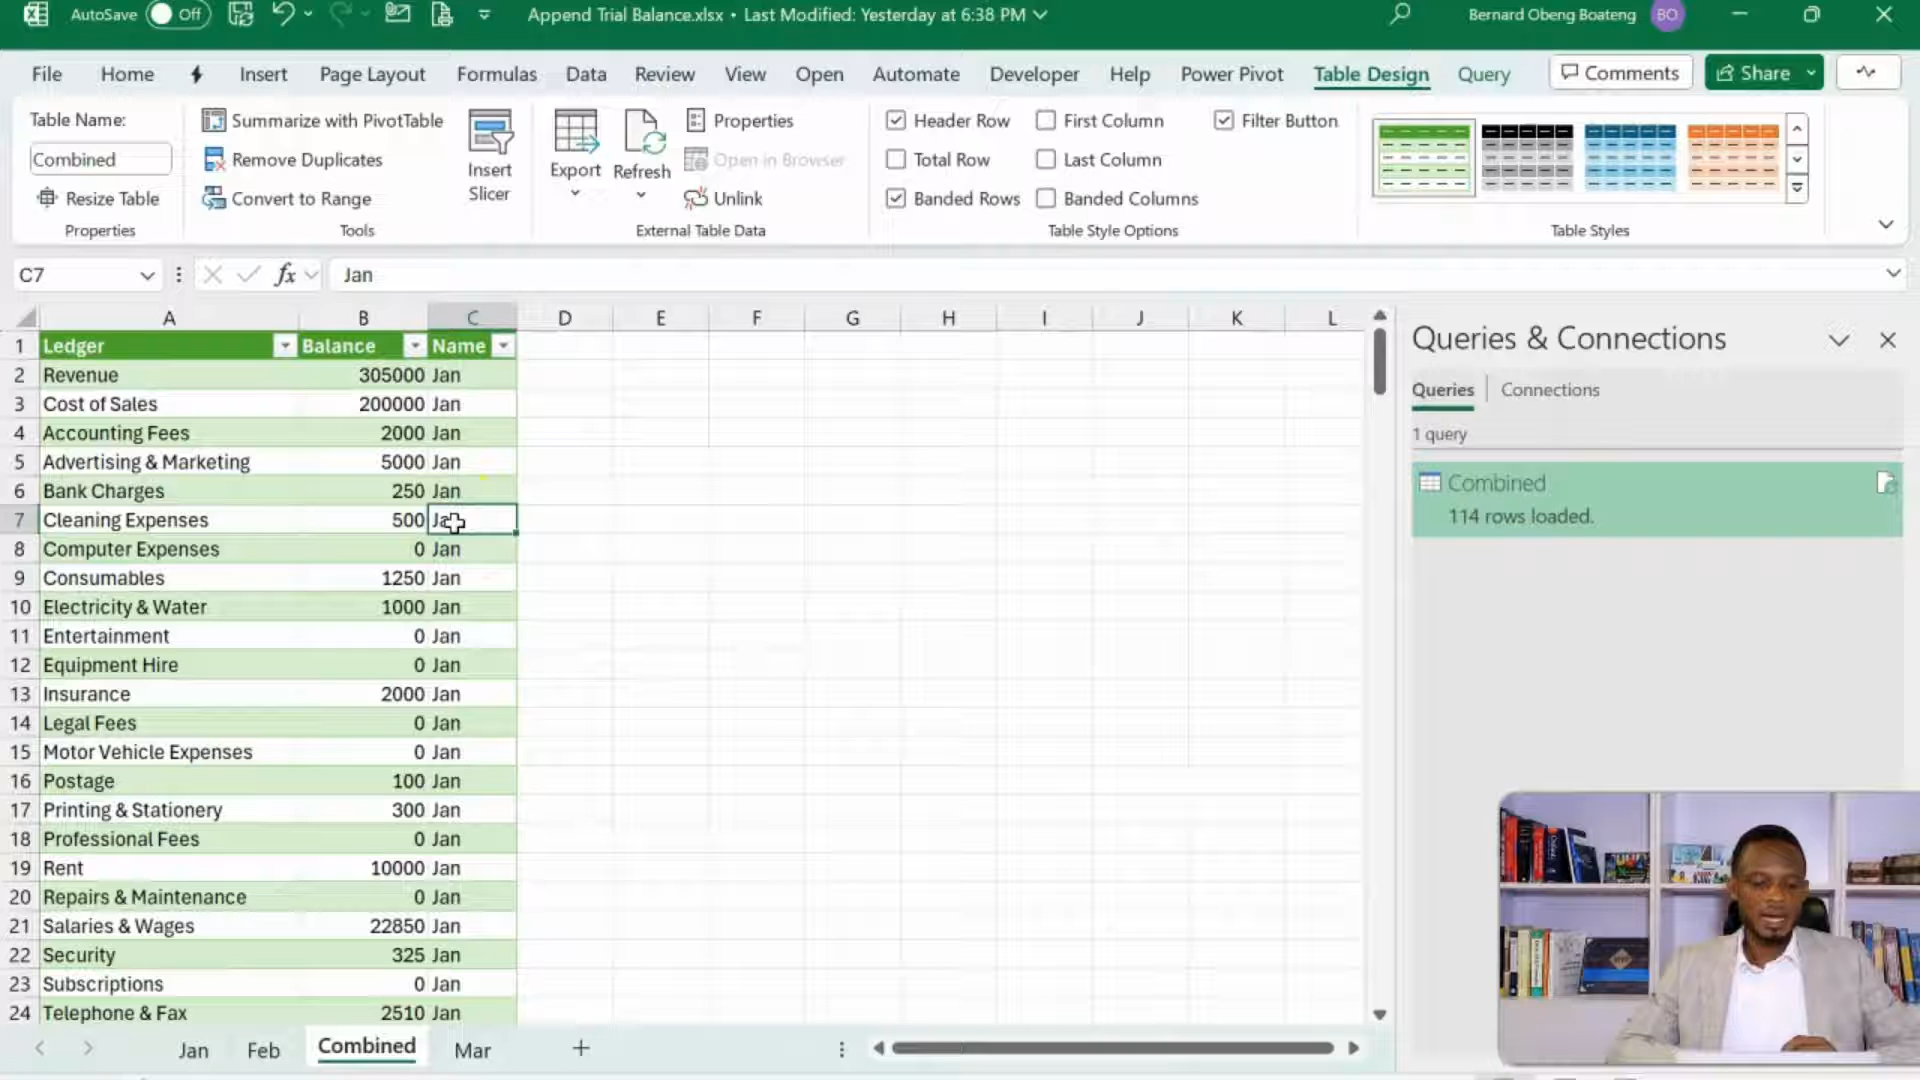 AutoSave Off Append Trial Balance.xlsx • Last Modified: Yesterday at 6:38 PM Bernard Obeng Boateng BO
File Home Insert Page Layout Formulas Data Review View Open Automate Developer Help Power Pivot Table Design Query Comments Share
Table Name:
Combined
Resize Table
Properties
Summarize with PivotTable
Remove Duplicates
Convert to Range
Tools
Insert
Slicer
Export
Refresh
Properties
Open in Browser
Unlink
External Table Data
Header Row First Column Filter Button
Total Row Last Column
Banded Rows Banded Columns
Table Style Options
Table Styles
C7 fx Jan
A B C D E F G H I J K L
1 Ledger Balance Name
2 Revenue 305000 Jan
3 Cost of Sales 200000 Jan
4 Accounting Fees 2000 Jan
5 Advertising & Marketing 5000 Jan
6 Bank Charges 250 Jan
7 Cleaning Expenses 500 Jan
8 Computer Expenses 0 Jan
9 Consumables 1250 Jan
10 Electricity & Water 1000 Jan
11 Entertainment 0 Jan
12 Equipment Hire 0 Jan
13 Insurance 2000 Jan
14 Legal Fees 0 Jan
15 Motor Vehicle Expenses 0 Jan
16 Postage 100 Jan
17 Printing & Stationery 300 Jan
18 Professional Fees 0 Jan
19 Rent 10000 Jan
20 Repairs & Maintenance 0 Jan
21 Salaries & Wages 22850 Jan
22 Security 325 Jan
23 Subscriptions 0 Jan
24 Telephone & Fax 2510 Jan
Jan Feb Combined Mar
Queries & Connections
Queries Connections
1 query
Combined
114 rows loaded.